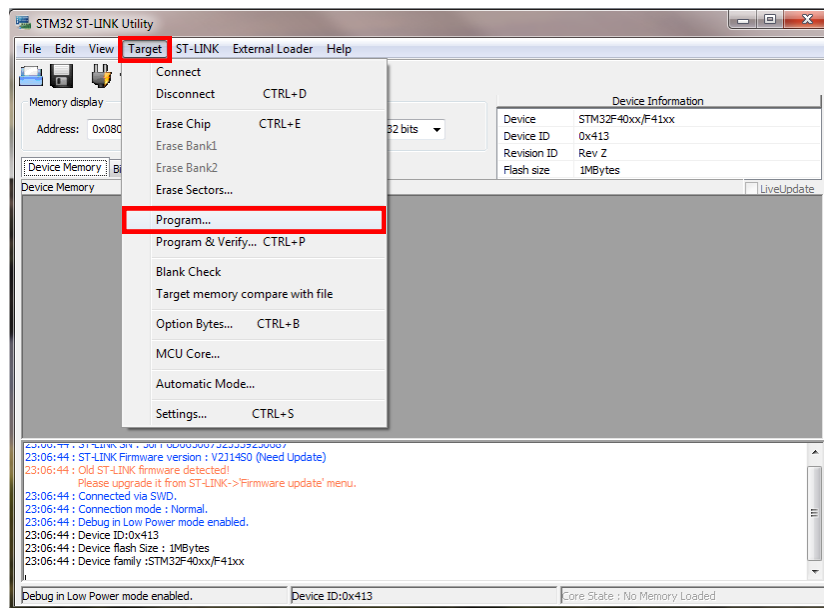 STM32 ST-LINK Utility
File Edit View Target ST-LINK External Loader Help
Connect
Disconnect CTRL+D
Erase Chip CTRL+E
Erase Bank1
Erase Bank2
Erase Sectors...
Program...
Program & Verify... CTRL+P
Blank Check
Target memory compare with file
Option Bytes... CTRL+B
MCU Core...
Automatic Mode...
Settings... CTRL+S
Memory display
Address: 0x080
32 bits
Device Information
Device STM32F40xx/F41xx
Device ID 0x413
Revision ID Rev Z
Flash size 1MBytes
Device Memory Bi
Device Memory LiveUpdate
23:06:44 : ST-LINK Firmware version : V2J14S0 (Need Update)
23:06:44 : Old ST-LINK firmware detected!
Please upgrade it from ST-LINK->'Firmware update' menu.
23:06:44 : Connected via SWD.
23:06:44 : Connection mode : Normal.
23:06:44 : Debug in Low Power mode enabled.
23:06:44 : Device ID:0x413
23:06:44 : Device flash Size : 1MBytes
23:06:44 : Device family :STM32F40xx/F41xx
Debug in Low Power mode enabled. Device ID:0x413 Core State : No Memory Loaded